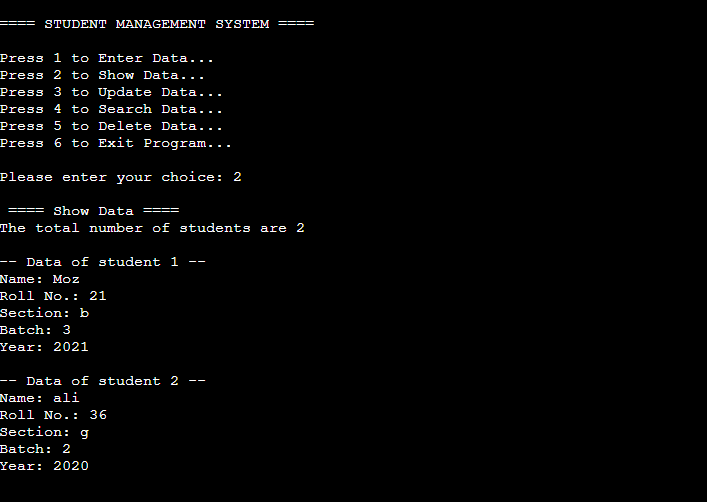 ==== STUDENT MANAGEMENT SYSTEM ====
Press 1 to Enter Data...
Press 2 to Show Data...
Press 3 to Update Data...
Press 4 to Search Data...
Press 5 to Delete Data...
Press 6 to Exit Program...
Please enter your choice: 2
==== Show Data ====
The total number of students are 2
-- Data of student 1 --
Name: Moz
Roll No.: 21
Section: b
Batch: 3
Year: 2021
-- Data of student 2 --
Name: ali
Roll No.: 36
Section: g
Batch: 2
Year: 2020